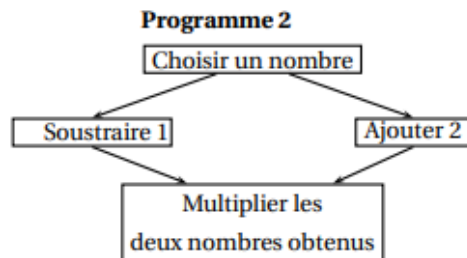 Programme 2
Choisir un nombre
Soustraire 1
Ajouter 2
Multiplier les
deux nombres obtenus